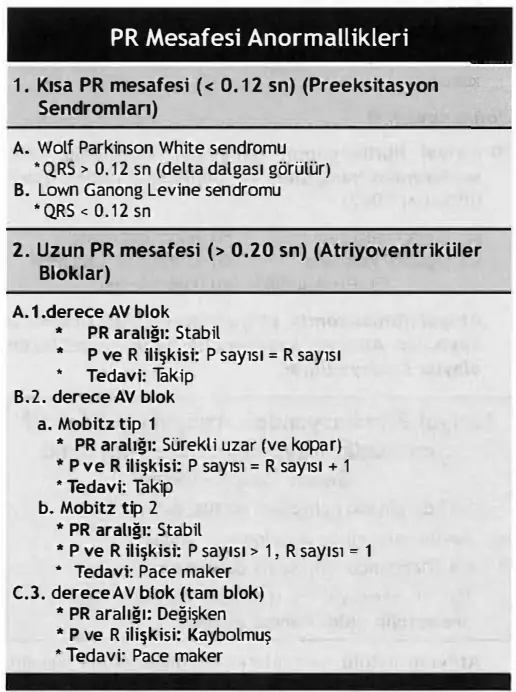 PR Mesafesi Anormallikleri
1. Kısa PR mesafesi (< 0.12 sn) (Preeksitasyon
Sendromları)
A. Wolf Parkinson White sendromu
*QRS > 0.12 sn (delta dalgası görülür)
B. Lown Ganong Levine sendromu
* QRS < 0.12 sn
2. Uzun PR mesafesi (> 0.20 sn) (Atriyoventriküler
Bloklar)
A.1.derece AV blok
* PR aralığı: Stabil
* P ve R ilişkisi: P sayısı = R sayısı
* Tedavi: Takip
B.2. derece AV blok
a. Mobitz tip 1
* PR aralığı: Sürekli uzar (ve kopar)
* P ve R ilişkisi: P sayısı = R sayısı + 1
* Tedavi: Takip
b. Mobitz tip 2
* PR aralığı: Stabil
* P ve R ilişkisi: P sayısı > 1, R sayısı = 1
* Tedavi: Pace maker
C.3. derece AV blok (tam blok)
* PR aralığı: Değişken
* P ve R ilişkisi: Kaybolmuş
* Tedavi: Pace maker